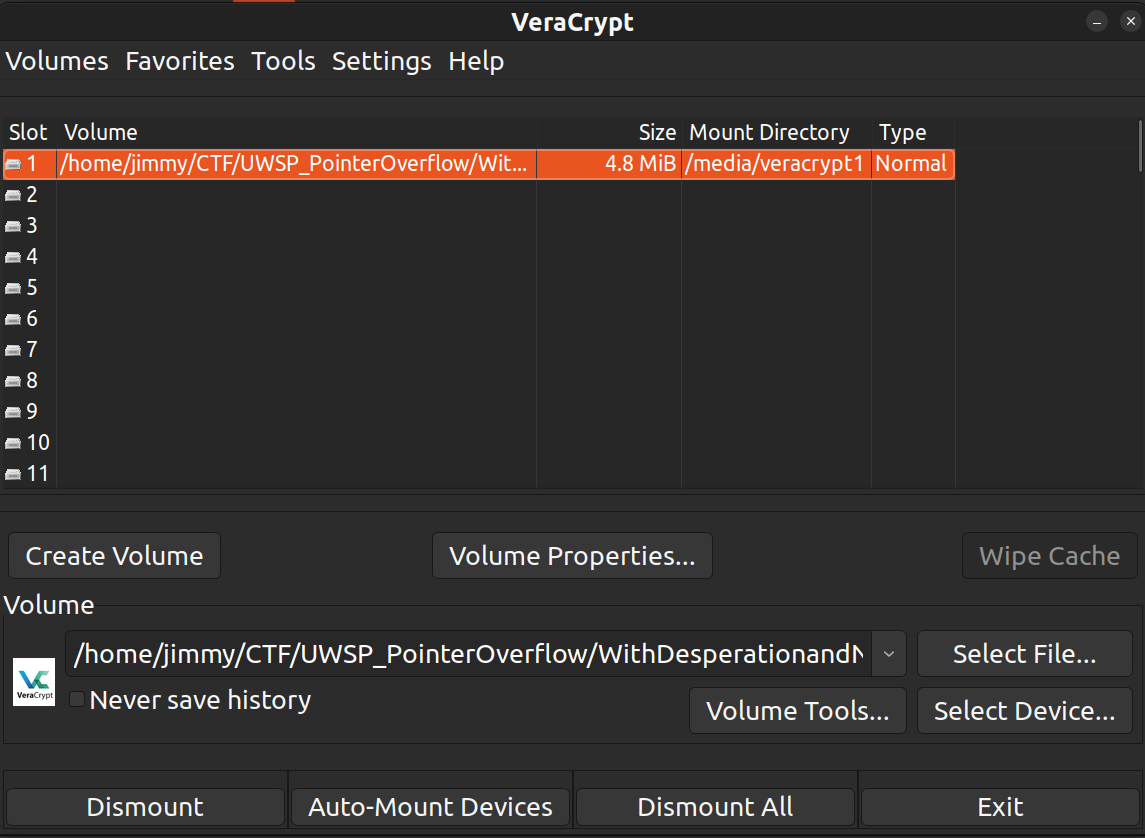 VeraCrypt
Volumes Favorites Tools Settings Help
Slot Volume Size Mount Directory Type
1 /home/jimmy/CTF/UWSP_PointerOverflow/Wit... 4.8 MiB /media/veracrypt1 Normal
2
3
4
5
6
7
8
9
10
11
Create Volume Volume Properties... Wipe Cache
Volume
/home/jimmy/CTF/UWSP_PointerOverflow/WithDesperationandN Select File...
VeraCrypt
Never save history Volume Tools... Select Device...
Dismount Auto-Mount Devices Dismount All Exit